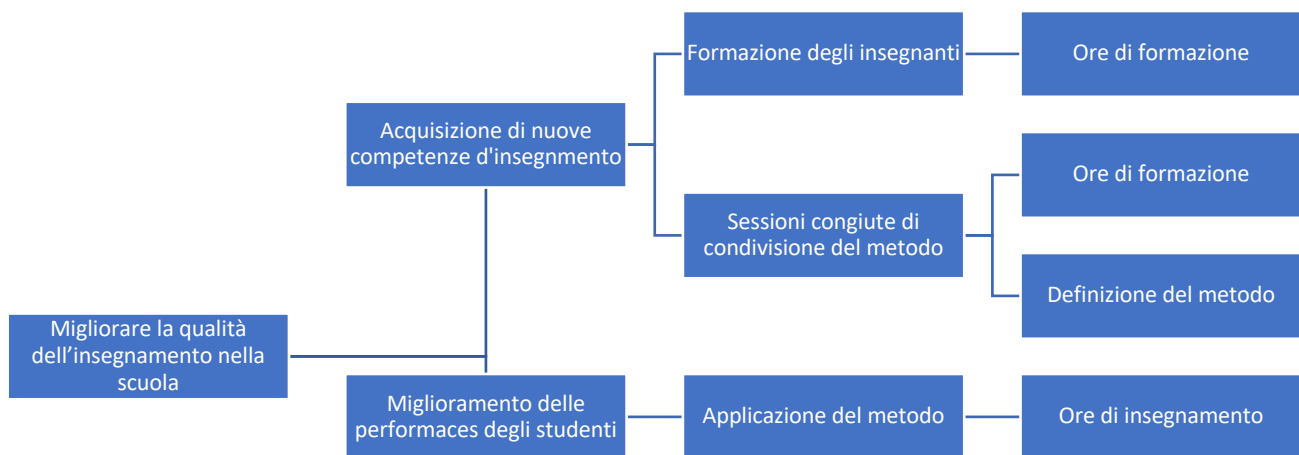 Formazione degli insegnanti
Ore di formazione
Acquisizione di nuove
competenze d'insegnmento
Ore di formazione
Sessioni congiute di
condivisione del metodo
Definizione del metodo
Migliorare la qualità
dell’insegnamento nella
scuola
Miglioramento delle
performaces degli studenti
Applicazione del metodo
Ore di insegnamento